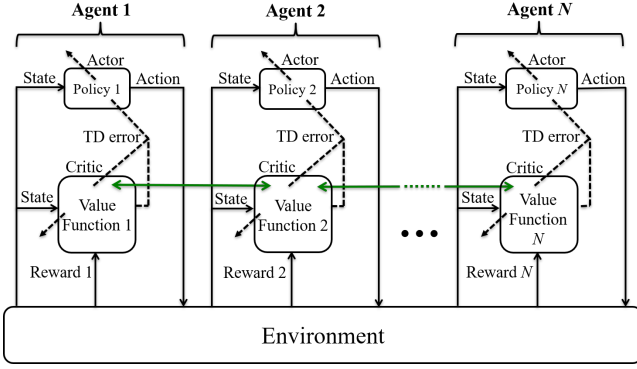 Agent 1 Agent 2 Agent N
Actor Actor Actor
State Policy 1 Action State Policy 2 Action State Policy N Action
TD error TD error TD error
Critic Critic Critic
State Value Function 1 State Value Function 2 State Value Function N
Reward 1 Reward 2 Reward N
Environment